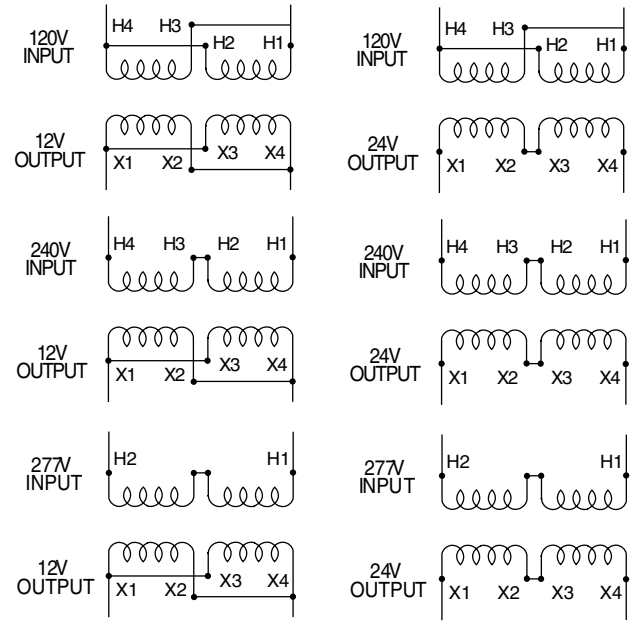 120V
INPUT
H4 H3 H2 H1
12V
OUTPUT
X1 X2 X3 X4
240V
INPUT
H4 H3 H2 H1
12V
OUTPUT
X1 X2 X3 X4
277V
INPUT
H2 H1
12V
OUTPUT
X1 X2 X3 X4
120V
INPUT
H4 H3 H2 H1
24V
OUTPUT
X1 X2 X3 X4
240V
INPUT
H4 H3 H2 H1
24V
OUTPUT
X1 X2 X3 X4
277V
INPUT
H2 H1
24V
OUTPUT
X1 X2 X3 X4